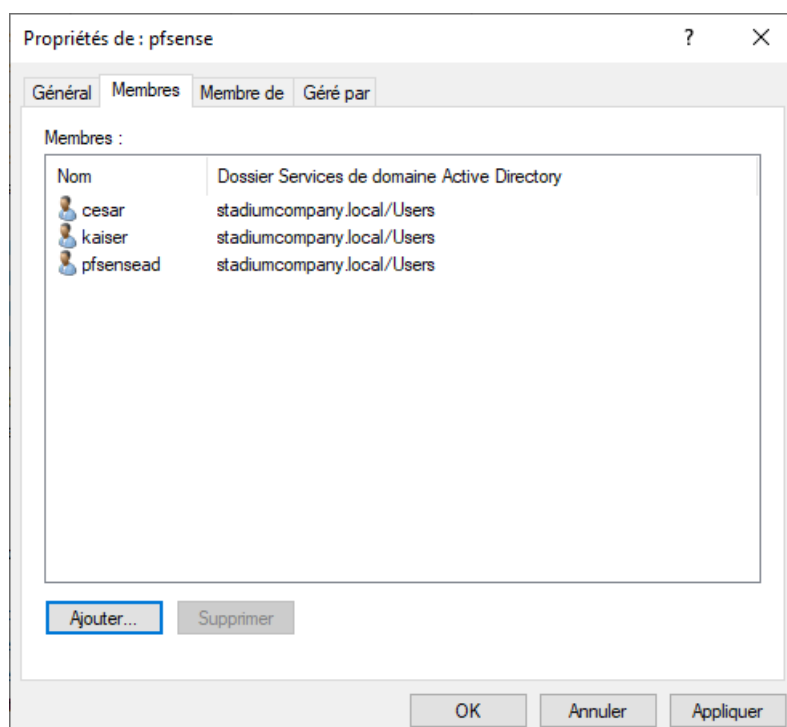 Propriétés de : pfsense ? X
Général Membres Membre de Géré par
Membres :
Nom Dossier Services de domaine Active Directory
cesar stadiumcompany.local/Users
kaiser stadiumcompany.local/Users
pfsensead stadiumcompany.local/Users
Ajouter... Supprimer
OK Annuler Appliquer